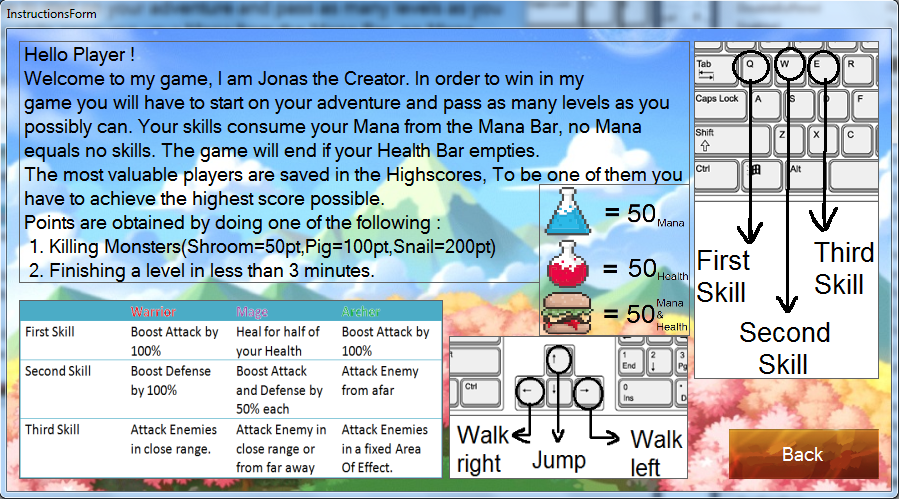 InstructionsForm
Hello Player !
Welcome to my game, I am Jonas the Creator. In order to win in my
game you will have to start on your adventure and pass as many levels as you
possibly can. Your skills consume your Mana from the Mana Bar, no Mana
equals no skills. The game will end if your Health Bar empties.
The most valuable players are saved in the Highscores, To be one of them you
have to achieve the highest score possible.
Points are obtained by doing one of the following :
1. Killing Monsters(Shroom=50pt,Pig=100pt,Snail=200pt)
2. Finishing a level in less than 3 minutes.
= 50 Mana
= 50 Health
= 50 Mana & Health
Tab Q W E R
Caps Lock A S D F
Shift Z X C
Ctrl Alt
First Skill
Second Skill
Third Skill
Warrior Mage Archer
First Skill Boost Attack by 100% Heal for half of your Health Boost Attack by 100%
Second Skill Boost Defense by 100% Boost Attack and Defense by 50% each Attack Enemy from afar
Third Skill Attack Enemies in close range. Attack Enemy in close range or from far away Attack Enemies in a fixed Area Of Effect.
Ctrl
1 End 2 3 Pg
0 Ins
Walk right
Jump
Walk left
Back